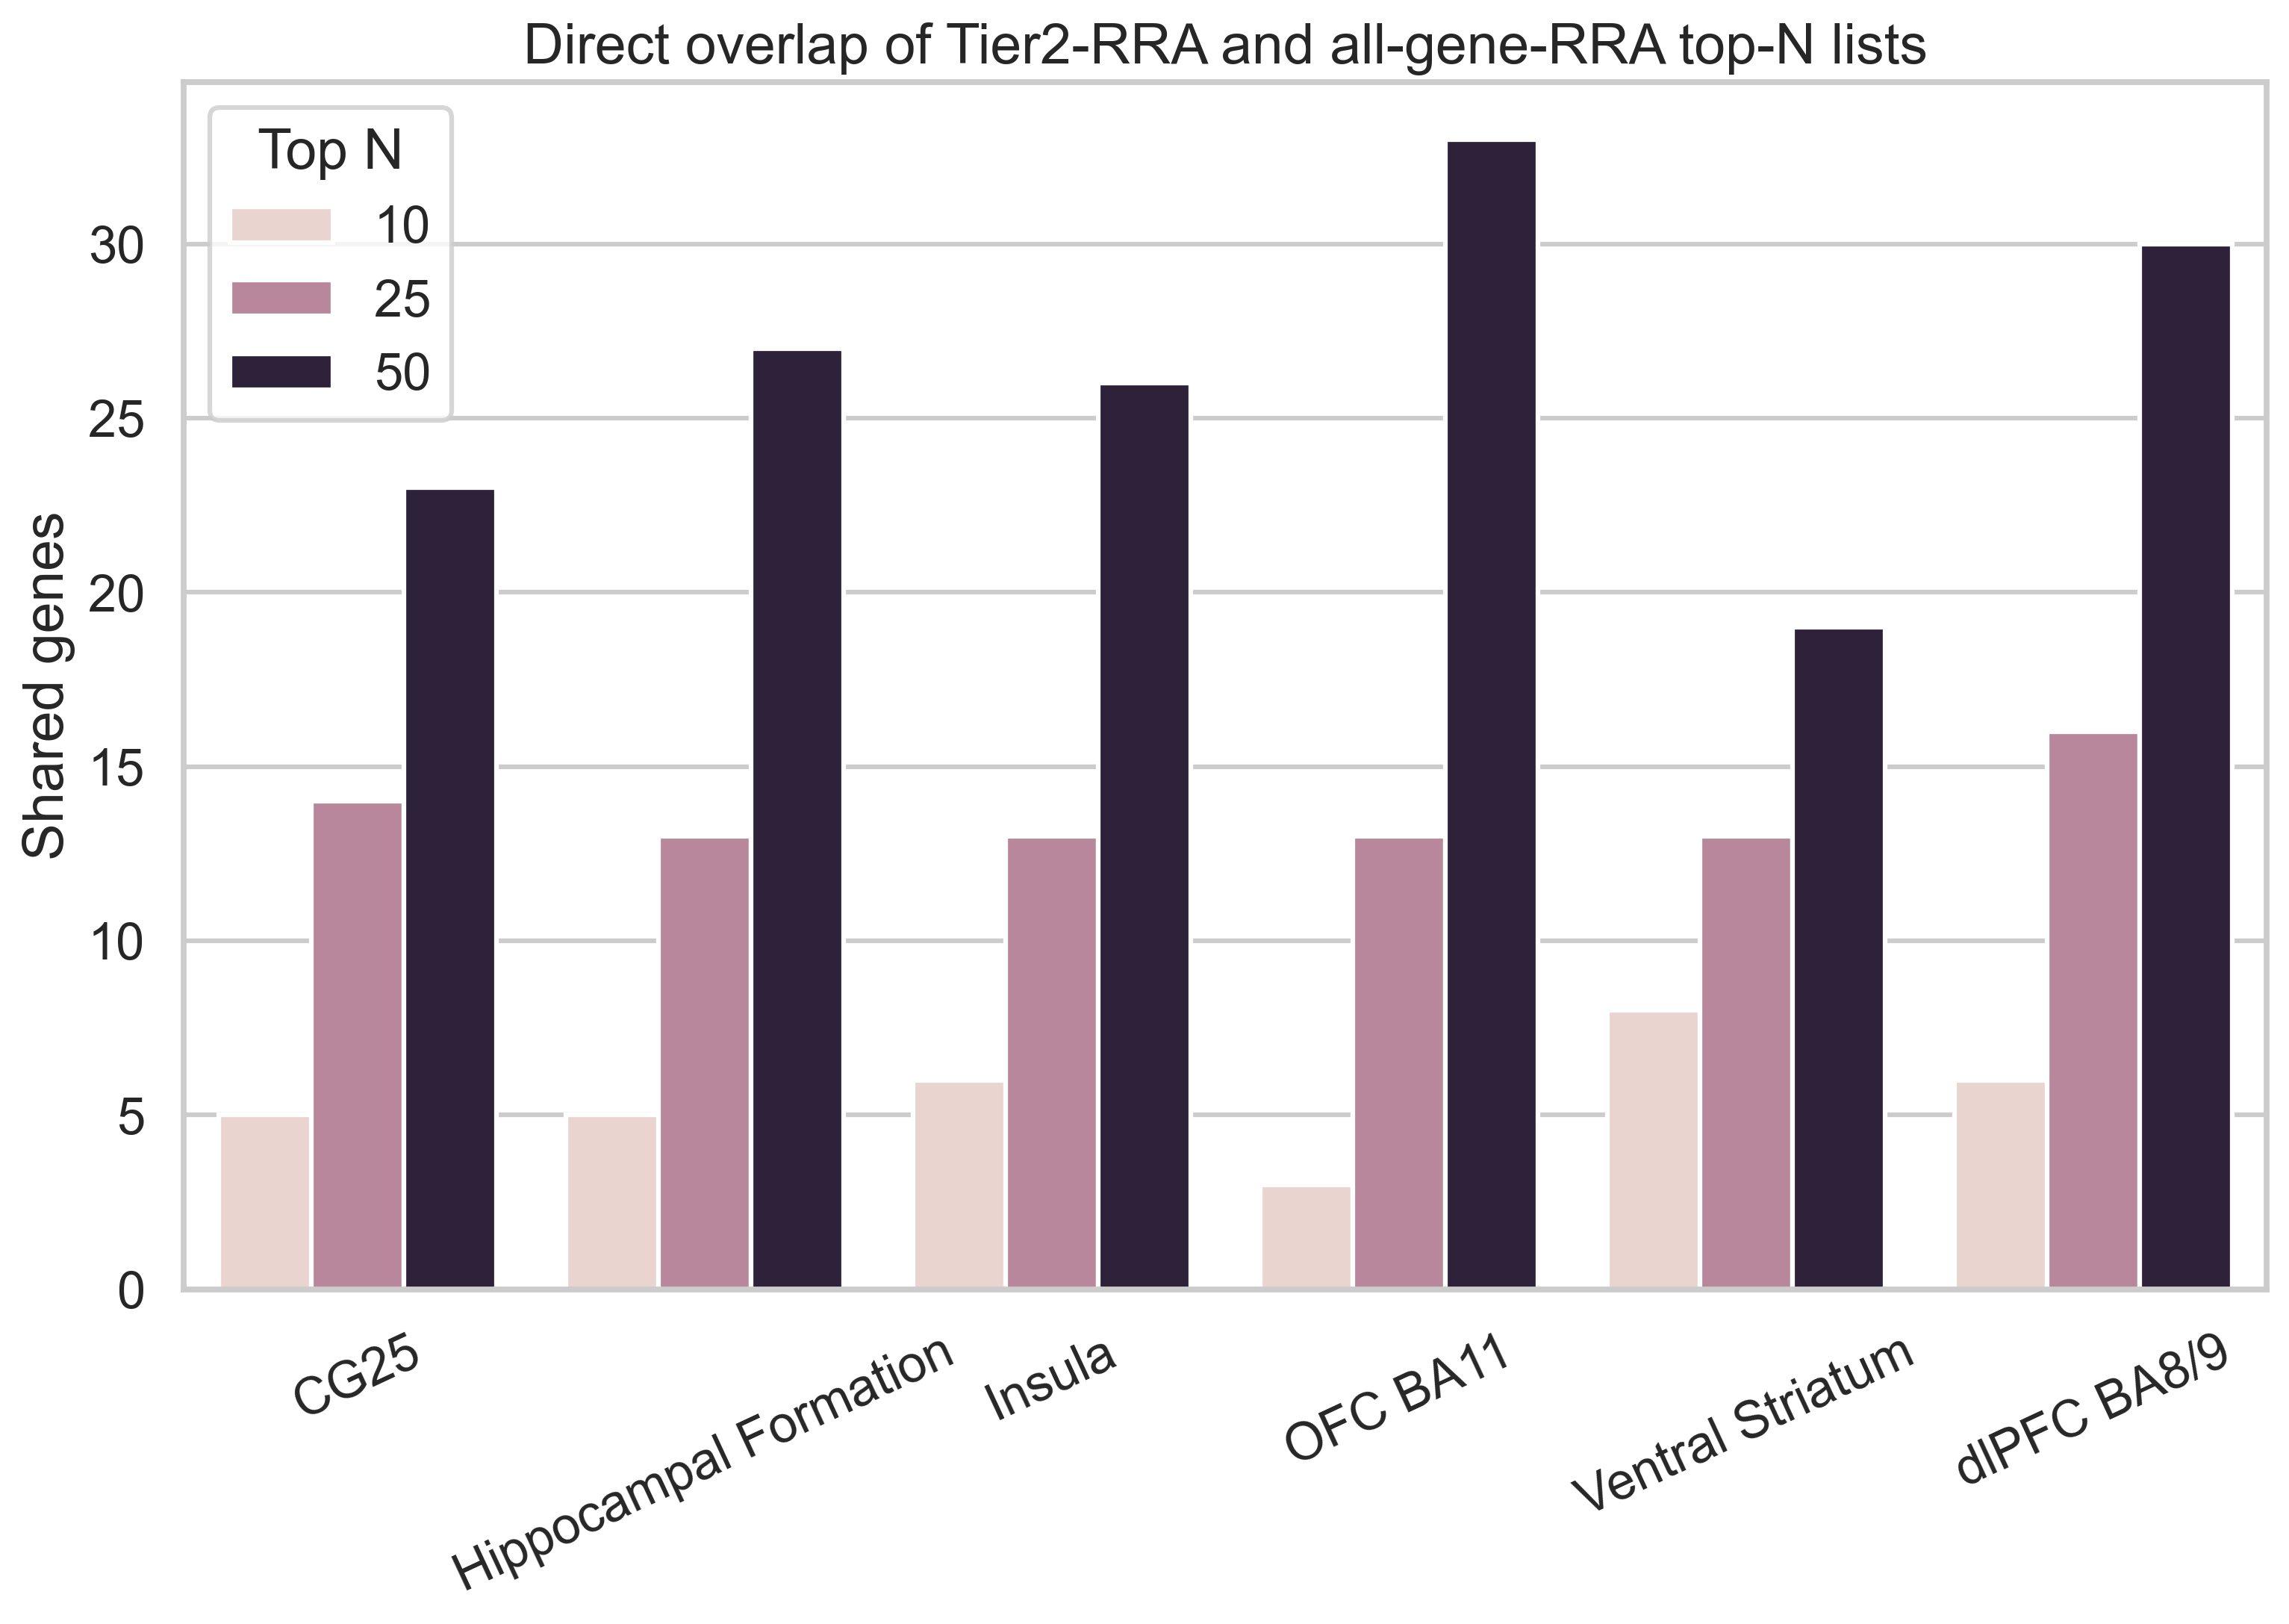 Direct overlap of Tier2-RRA and all-gene-RRA top-N lists
Top N
10
25
50
Shared genes
30
25
20
15
10
5
0
CG25
Hippocampal Formation
Insula
OFC BA11
Ventral Striatum
dlPFC BA8/9